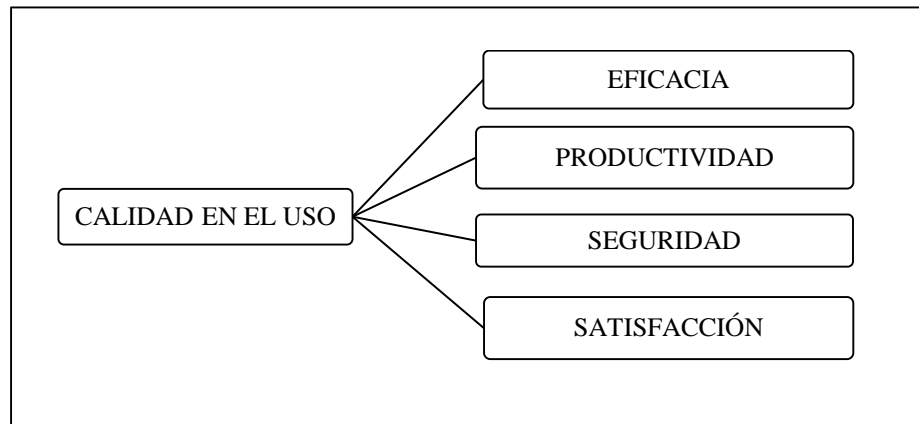 EFICACIA
PRODUCTIVIDAD
CALIDAD EN EL USO
SEGURIDAD
SATISFACCIÓN